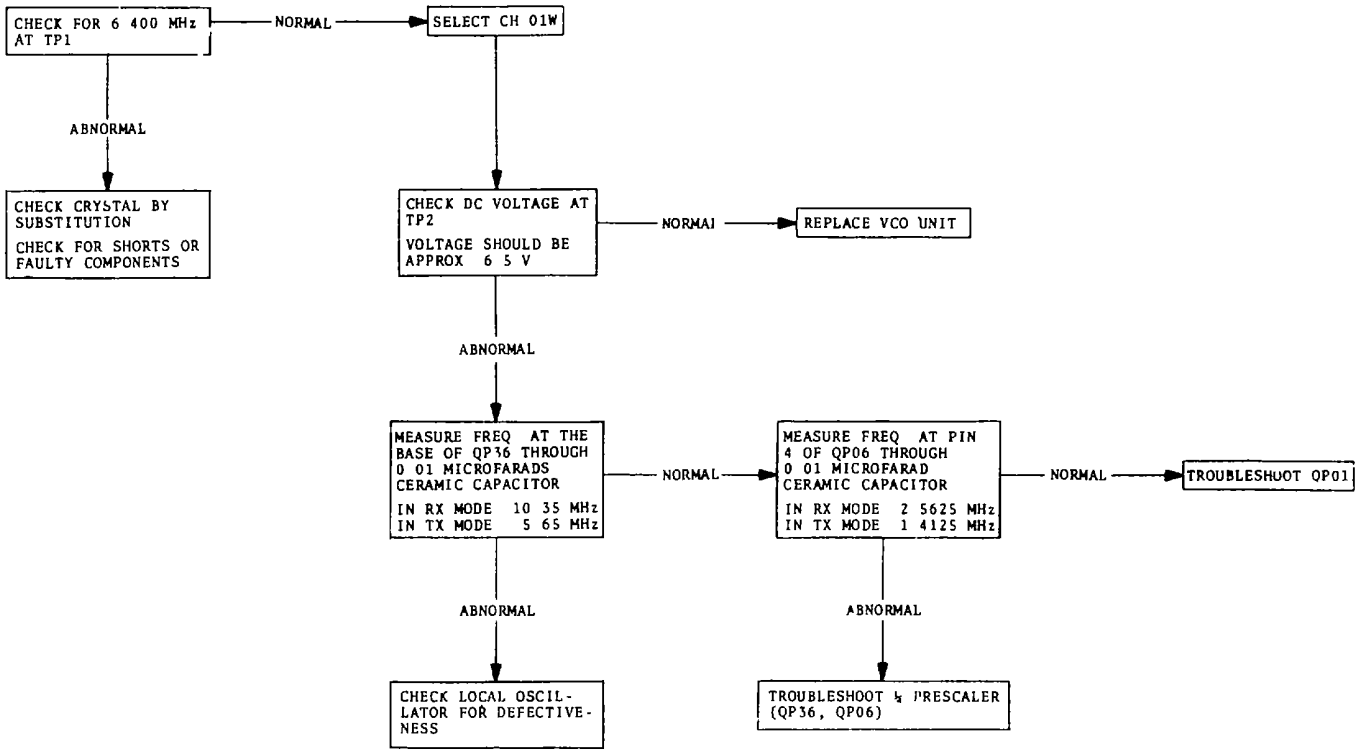 CHECK FOR 6 400 MHz
AT TP1
NORMAL
SELECT CH 01W
ABNORMAL
CHECK CRYSTAL BY
SUBSTITUTION
CHECK FOR SHORTS OR
FAULTY COMPONENTS
CHECK DC VOLTAGE AT
TP2
VOLTAGE SHOULD BE
APPROX 6 5 V
NORMAL
REPLACE VCO UNIT
ABNORMAL
MEASURE FREQ AT THE
BASE OF QP36 THROUGH
0 01 MICROFARADS
CERAMIC CAPACITOR
IN RX MODE 10 35 MHz
IN TX MODE 5 65 MHz
NORMAL
MEASURE FREQ AT PIN
4 OF QP06 THROUGH
0 01 MICROFARAD
CERAMIC CAPACITOR
IN RX MODE 2 5625 MHz
IN TX MODE 1 4125 MHz
NORMAL
TROUBLESHOOT QP01
ABNORMAL
CHECK LOCAL OSCIL-
LATOR FOR DEFECTIVE-
NESS
ABNORMAL
TROUBLESHOOT ¼ PRESCALER
(QP36, QP06)